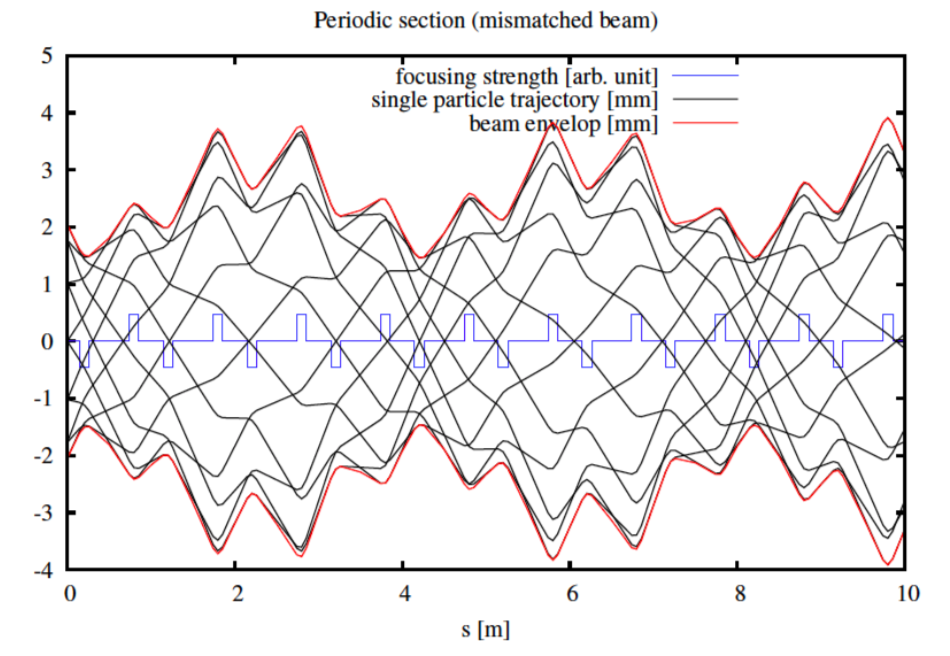 Periodic section (mismatched beam)
5
focusing strength [arb. unit]
4
single particle trajectory [mm]
beam envelop [mm]
3
2
1
0
-1
-2
-3
-4
0 2 4 6 8 10
s [m]